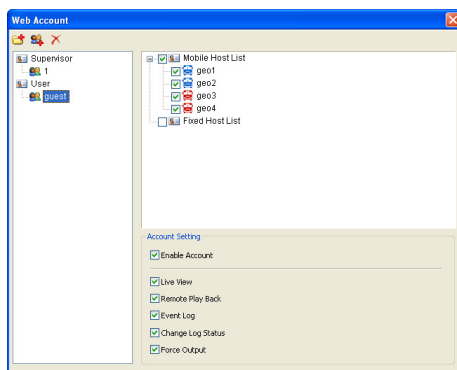 Web Account
Supervisor
1
User
guest
Mobile Host List
geo1
geo2
geo3
geo4
Fixed Host List
Account Setting
Enable Account
Live View
Remote Play Back
Event Log
Change Log Status
Force Output